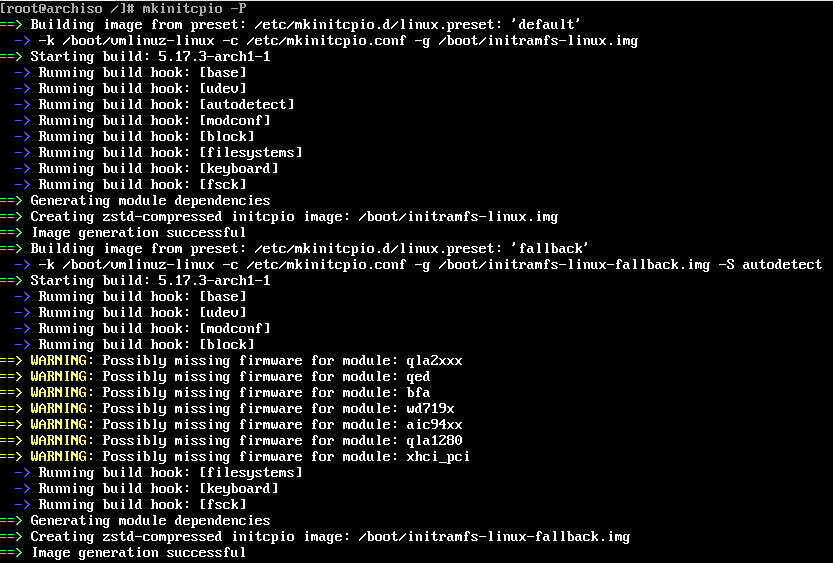 [root@archiso /]# mkinitcpio -P
==> Building image from preset: /etc/mkinitcpio.d/linux.preset: 'default'
  -> -k /boot/vmlinuz-linux -c /etc/mkinitcpio.conf -g /boot/initramfs-linux.img
==> Starting build: 5.17.3-arch1-1
  -> Running build hook: [base]
  -> Running build hook: [udev]
  -> Running build hook: [autodetect]
  -> Running build hook: [modconf]
  -> Running build hook: [block]
  -> Running build hook: [filesystems]
  -> Running build hook: [keyboard]
  -> Running build hook: [fsck]
==> Generating module dependencies
==> Creating zstd-compressed initcpio image: /boot/initramfs-linux.img
==> Image generation successful
==> Building image from preset: /etc/mkinitcpio.d/linux.preset: 'fallback'
  -> -k /boot/vmlinuz-linux -c /etc/mkinitcpio.conf -g /boot/initramfs-linux-fallback.img -S autodetect
==> Starting build: 5.17.3-arch1-1
  -> Running build hook: [base]
  -> Running build hook: [udev]
  -> Running build hook: [modconf]
  -> Running build hook: [block]
==> WARNING: Possibly missing firmware for module: qla2xxx
==> WARNING: Possibly missing firmware for module: qed
==> WARNING: Possibly missing firmware for module: bfa
==> WARNING: Possibly missing firmware for module: wd719x
==> WARNING: Possibly missing firmware for module: aic94xx
==> WARNING: Possibly missing firmware for module: qla1280
==> WARNING: Possibly missing firmware for module: xhci_pci
  -> Running build hook: [filesystems]
  -> Running build hook: [keyboard]
  -> Running build hook: [fsck]
==> Generating module dependencies
==> Creating zstd-compressed initcpio image: /boot/initramfs-linux-fallback.img
==> Image generation successful